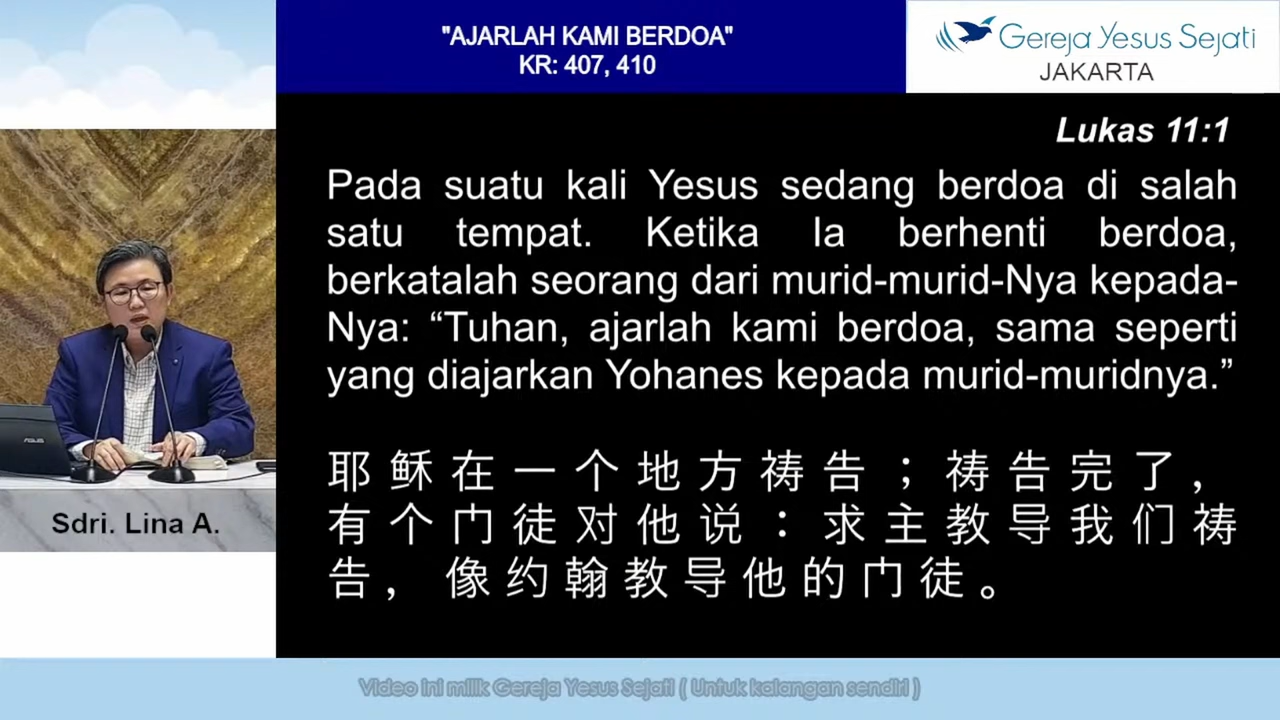 "AJARLAH KAMI BERDOA"
KR: 407, 410
Gereja Yesus Sejati
JAKARTA
Lukas 11:1
Pada suatu kali Yesus sedang berdoa di salah
satu tempat. Ketika Ia berhenti berdoa,
berkatalah seorang dari murid-murid-Nya kepada-
Nya: “Tuhan, ajarlah kami berdoa, sama seperti
yang diajarkan Yohanes kepada murid-muridnya.”
耶稣在一个地方祷告；祷告完了，
有个门徒对他说：求主教导我们祷
告，像约翰教导他的门徒。
ASUS
Sdri. Lina A.
Video ini milik Gereja Yesus Sejati ( Untuk kalangan sendiri )